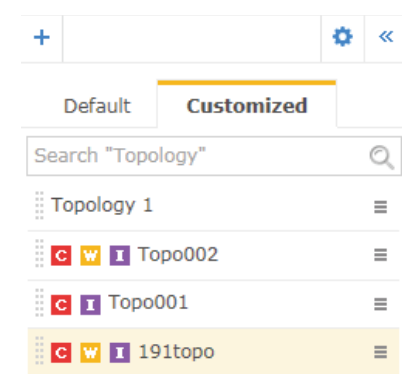 + «
Default Customized
Search "Topology"
Topology 1
C W I Topo002
C I Topo001
C W I 191topo